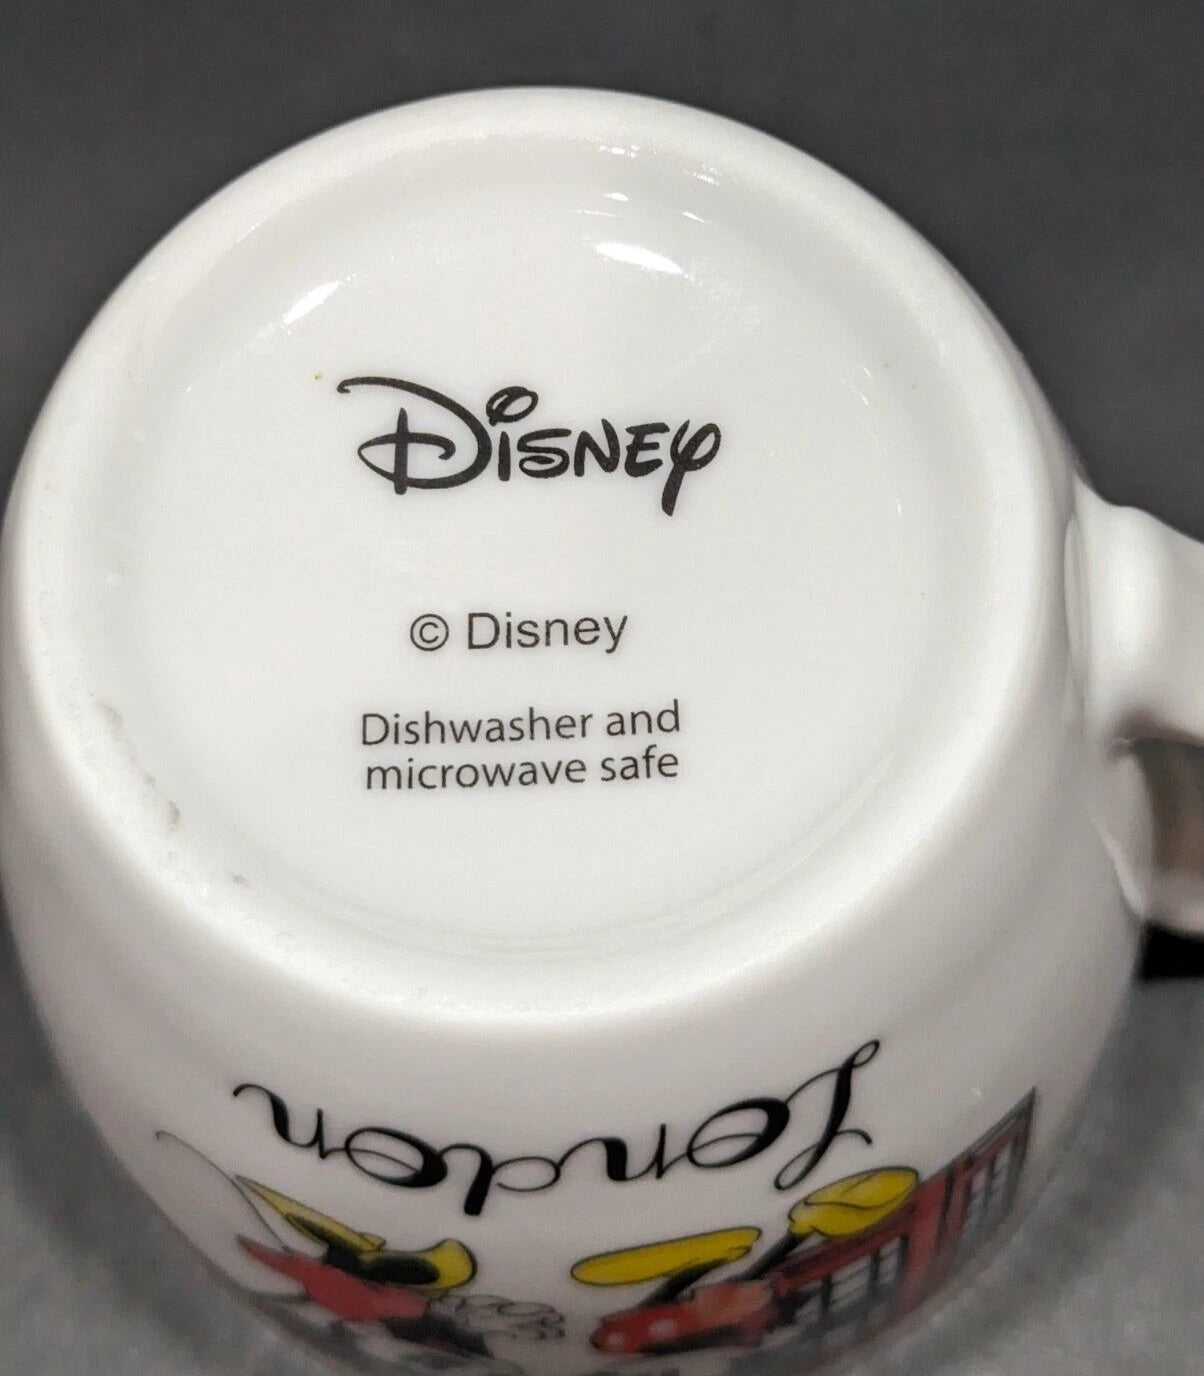 Disney
© Disney
Dishwasher and
microwave safe
London